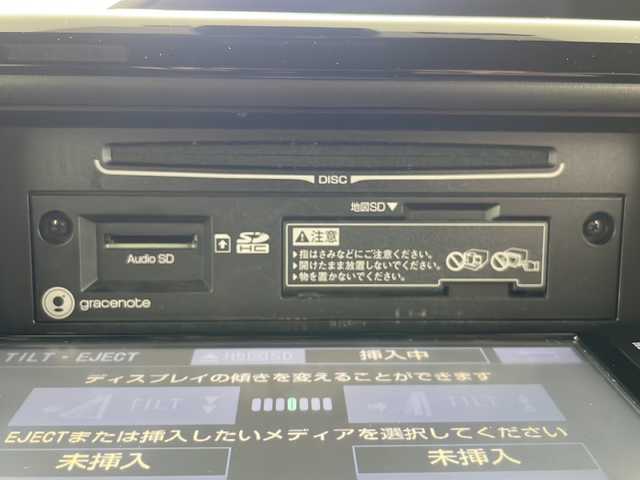 DISC
地図SD▼
Audio SD
SD
HC
⚠注意
▶指はさみなどにご注意ください。
▶開けたまま放置しないでください。
▶物を置かないでください。
gracenote
TILT・EJECT
挿入中
ディスプレイの傾きを変えることができます
TILT
TILT
EJECTまたは挿入したいメディアを選択してください
未挿入
未挿入